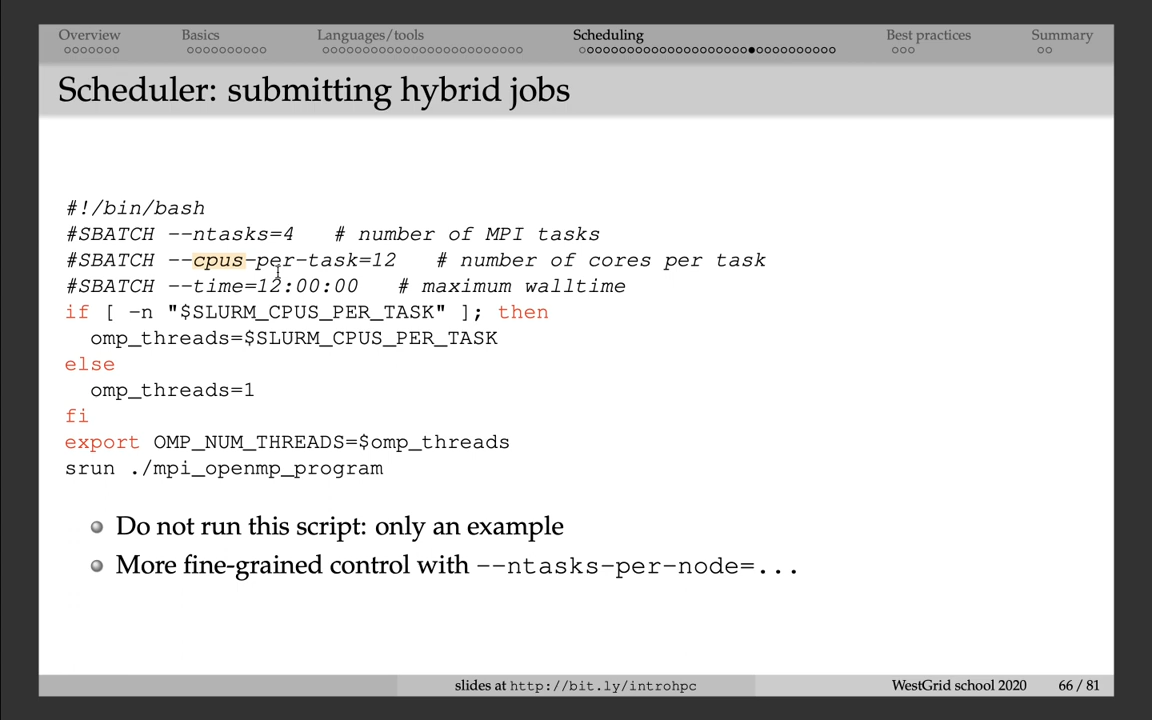 Overview Basics Languages/tools Scheduling Best practices Summary
Scheduler: submitting hybrid jobs
#!/bin/bash
#SBATCH --ntasks=4 # number of MPI tasks
#SBATCH --cpus-per-task=12 # number of cores per task
#SBATCH --time=12:00:00 # maximum walltime
if [ -n "$SLURM_CPUS_PER_TASK" ]; then
omp_threads=$SLURM_CPUS_PER_TASK
else
omp_threads=1
fi
export OMP_NUM_THREADS=$omp_threads
srun ./mpi_openmp_program
Do not run this script: only an example
More fine-grained control with --ntasks-per-node=...
slides at http://bit.ly/introhpc WestGrid school 2020 66 / 81